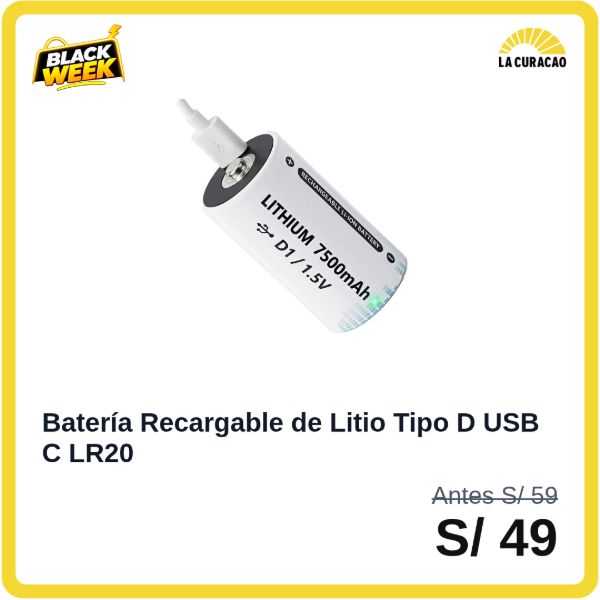 BLACK
WEEK
LA CURACAO
RECHARGEABLE LI-ION BATTERY
LITHIUM 7500mAh
D1 / 1.5V
Batería Recargable de Litio Tipo D USB
C LR20
Antes S/ 59
S/ 49